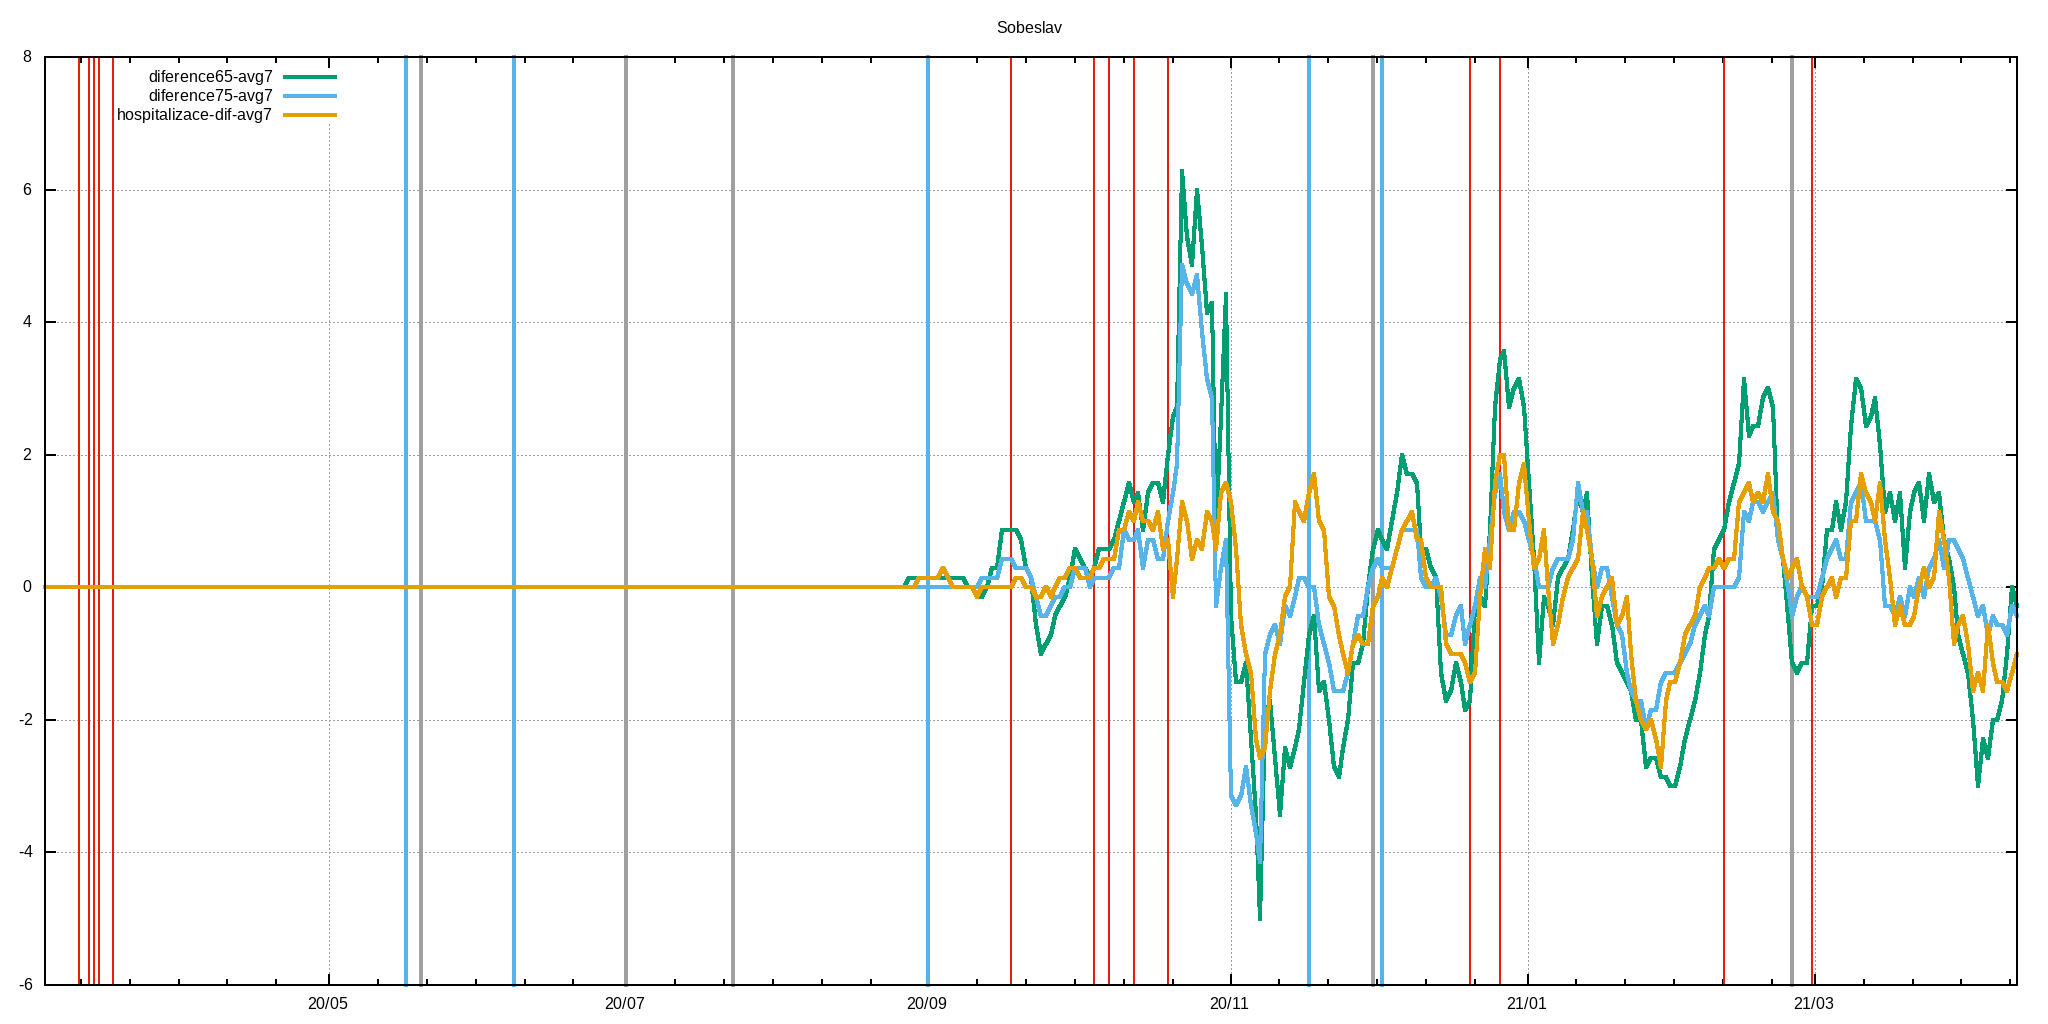 Sobeslav
8
diference65-avg7
diference75-avg7
hospitalizace-dif-avg7
6
4
2
0
-2
-4
-6
20/05 20/07 20/09 20/11 21/01 21/03